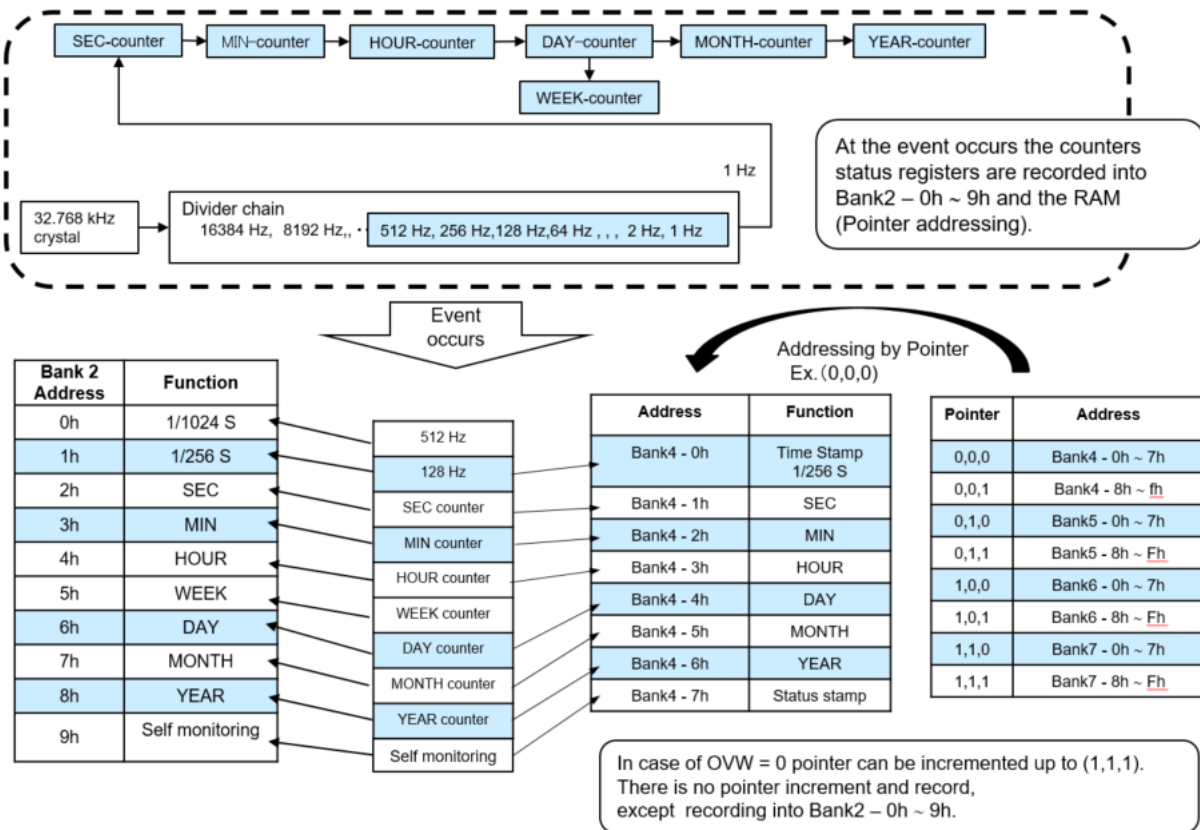 SEC-counter
MIN-counter
HOUR-counter
DAY-counter
MONTH-counter
YEAR-counter
WEEK-counter
At the event occurs the counters
status registers are recorded into
Bank2 – 0h ~ 9h and the RAM
(Pointer addressing).
1 Hz
32.768 kHz
crystal
Divider chain
16384 Hz, 8192 Hz,, ··
512 Hz, 256 Hz,128 Hz,64 Hz , , , 2 Hz, 1 Hz
Event
occurs
Addressing by Pointer
Ex.(0,0,0)
Bank 2
Address
Function
0h 1/1024 S
1h 1/256 S
2h SEC
3h MIN
4h HOUR
5h WEEK
6h DAY
7h MONTH
8h YEAR
9h Self monitoring
512 Hz
128 Hz
SEC counter
MIN counter
HOUR counter
WEEK counter
DAY counter
MONTH counter
YEAR counter
Self monitoring
Address Function
Bank4 - 0h Time Stamp
1/256 S
Bank4 - 1h SEC
Bank4 - 2h MIN
Bank4 - 3h HOUR
Bank4 - 4h DAY
Bank4 - 5h MONTH
Bank4 - 6h YEAR
Bank4 - 7h Status stamp
Pointer Address
0,0,0 Bank4 - 0h ~ 7h
0,0,1 Bank4 - 8h ~ fh
0,1,0 Bank5 - 0h ~ 7h
0,1,1 Bank5 - 8h ~ Fh
1,0,0 Bank6 - 0h ~ 7h
1,0,1 Bank6 - 8h ~ Fh
1,1,0 Bank7 - 0h ~ 7h
1,1,1 Bank7 - 8h ~ Fh
In case of OVW = 0 pointer can be incremented up to (1,1,1).
There is no pointer increment and record,
except recording into Bank2 – 0h ~ 9h.